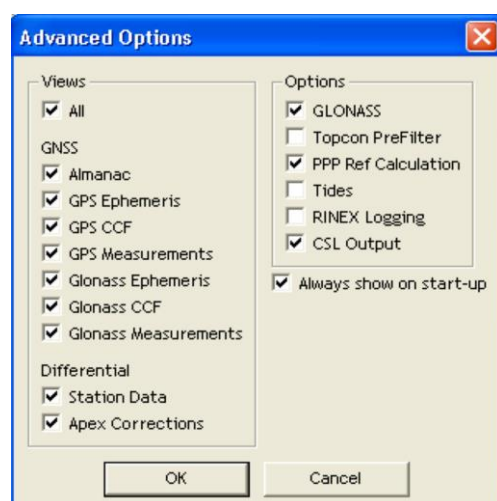 Advanced Options
Views
All
GNSS
Almanac
GPS Ephemeris
GPS CCF
GPS Measurements
Glonass Ephemeris
Glonass CCF
Glonass Measurements
Differential
Station Data
Apex Corrections
Options
GLONASS
Topcon PreFilter
PPP Ref Calculation
Tides
RINEX Logging
CSL Output
Always show on start-up
OK
Cancel